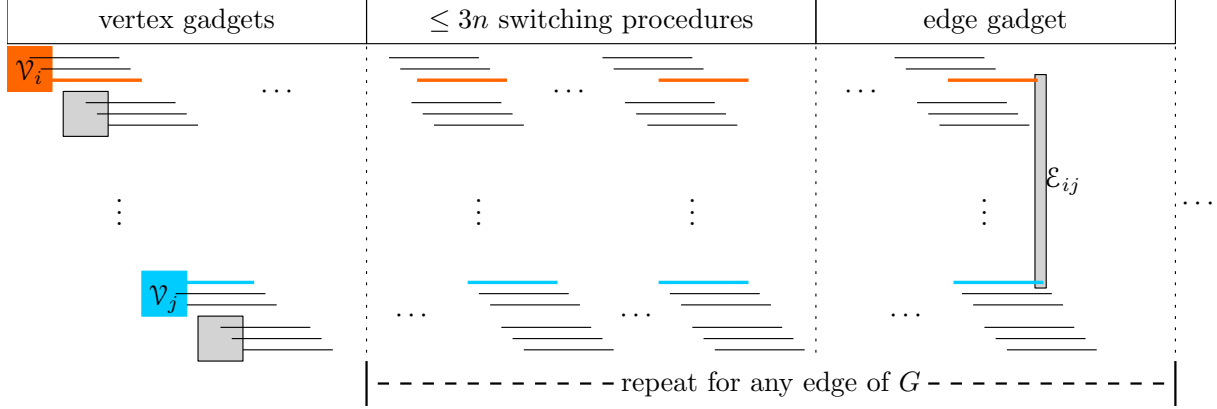 vertex gadgets
≤ 3n switching procedures
edge gadget
𝒱ᵢ
···
···
···
ℰᵢⱼ
⋮
⋮
⋮
⋮
···
𝒱ⱼ
···
···
···
repeat for any edge of G